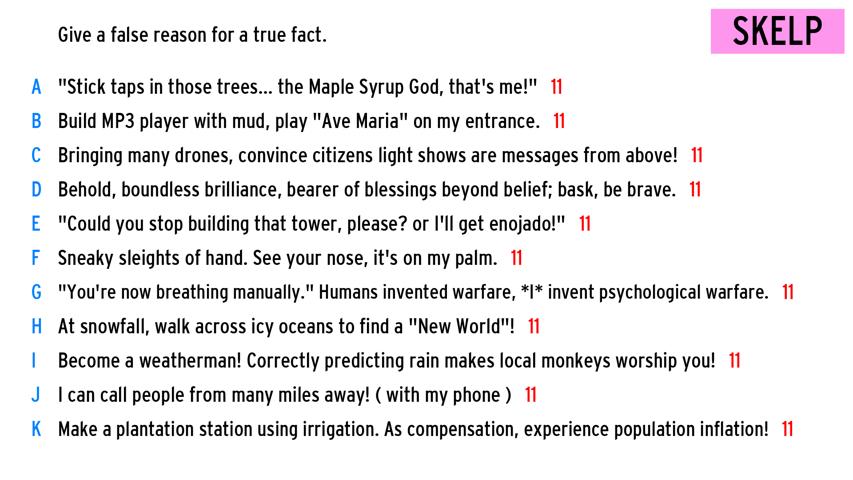 Give a false reason for a true fact.
SKELP
A "Stick taps in those trees... the Maple Syrup God, that's me!" 11
B Build MP3 player with mud, play "Ave Maria" on my entrance. 11
C Bringing many drones, convince citizens light shows are messages from above! 11
D Behold, boundless brilliance, bearer of blessings beyond belief; bask, be brave. 11
E "Could you stop building that tower, please? or I'll get enojado!" 11
F Sneaky sleights of hand. See your nose, it's on my palm. 11
G "You're now breathing manually." Humans invented warfare, *I* invent psychological warfare. 11
H At snowfall, walk across icy oceans to find a "New World"! 11
I Become a weatherman! Correctly predicting rain makes local monkeys worship you! 11
J I can call people from many miles away! ( with my phone ) 11
K Make a plantation station using irrigation. As compensation, experience population inflation! 11